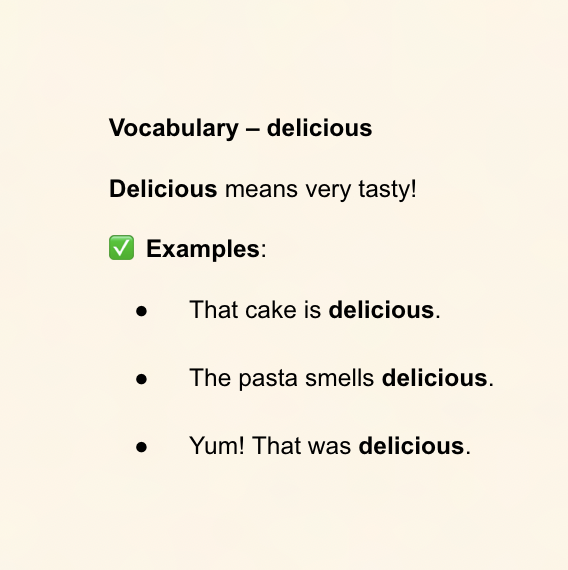 Vocabulary – delicious
Delicious means very tasty!
✅ Examples:
● That cake is delicious.
● The pasta smells delicious.
● Yum! That was delicious.